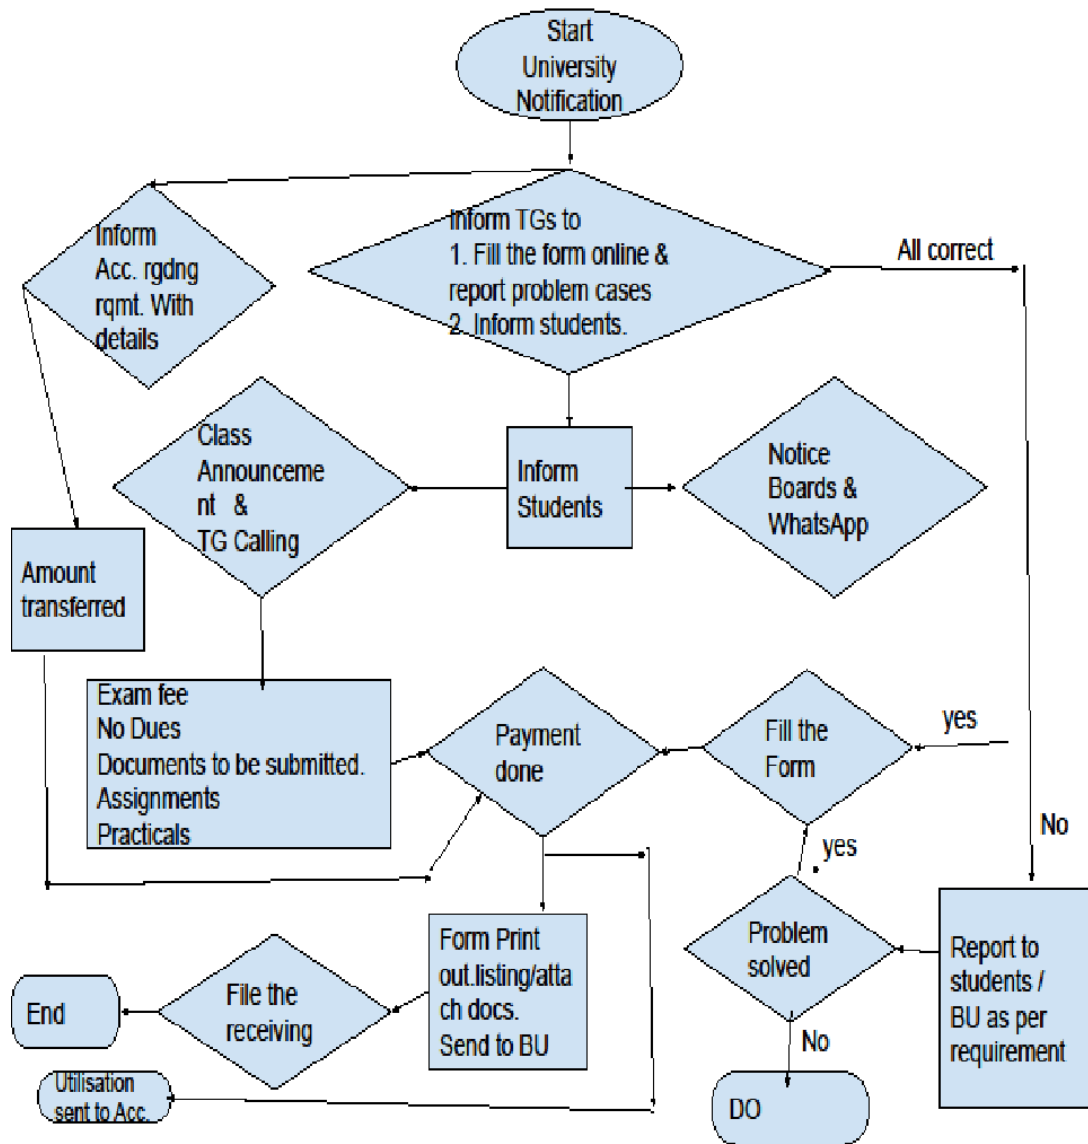 Start
University
Notification
Inform
Acc. rgdng
rqmt. With
details
Inform TGs to
1. Fill the form online &
report problem cases
2. Inform students.
All correct
Class
Announceme
nt &
TG Calling
Inform
Students
Notice
Boards &
WhatsApp
Amount
transferred
Exam fee
No Dues
Documents to be submitted.
Assignments
Practicals
Payment
done
Fill the
Form
yes
No
yes
Problem
solved
Report to
students /
BU as per
requirement
Form Print
out.listing/atta
ch docs.
Send to BU
File the
receiving
End
No
DO
Utilisation
sent to Acc.